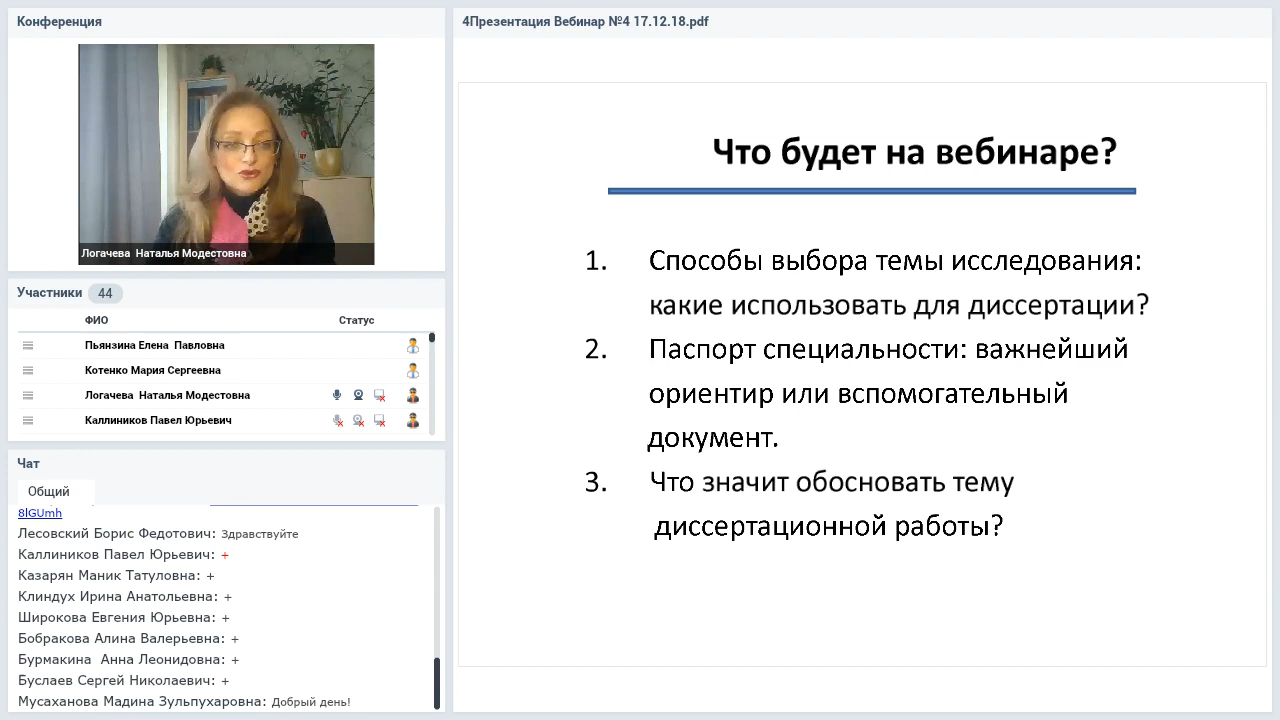 Конференция
Логачева  Наталья Модестовна
Участники 44
ФИО Статус
Пьянзина Елена  Павловна
Котенко Мария Сергеевна
Логачева  Наталья Модестовна
Каллиников Павел Юрьевич
Чат
Общий
8lGUmh
Лесовский Борис Федотович: Здравствуйте
Каллиников Павел Юрьевич: +
Казарян Маник Татуловна: +
Клиндух Ирина Анатольевна: +
Широкова Евгения Юрьевна: +
Бобракова Алина Валерьевна: +
Бурмакина  Анна Леонидовна: +
Буслаев Сергей Николаевич: +
Мусаханова Мадина Зульпухаровна: Добрый день!
4Презентация Вебинар №4 17.12.18.pdf
Что будет на вебинаре?
1. Способы выбора темы исследования:
какие использовать для диссертации?
2. Паспорт специальности: важнейший
ориентир или вспомогательный
документ.
3. Что значит обосновать тему
диссертационной работы?